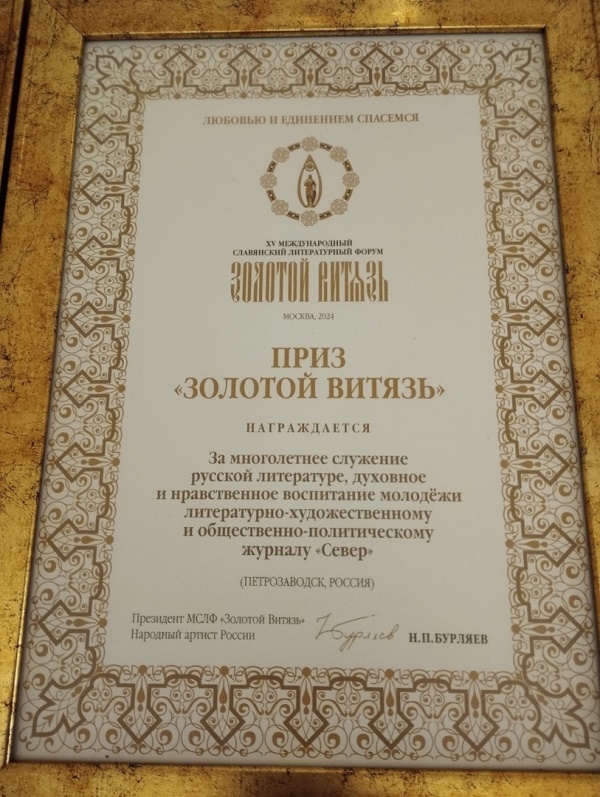 ЛЮБОВЬЮ И ЕДИНЕНИЕМ СПАСЕМСЯ
XV МЕЖДУНАРОДНЫЙ
СЛАВЯНСКИЙ ЛИТЕРАТУРНЫЙ ФОРУМ
ЗОЛОТОЙ ВИТЯЗЬ
МОСКВА, 2024
ПРИЗ
«ЗОЛОТОЙ ВИТЯЗЬ»
НАГРАЖДАЕТСЯ
За многолетнее служение
русской литературе, духовное
и нравственное воспитание молодёжи
литературно-художественному
и общественно-политическому
журналу «Север»
(ПЕТРОЗАВОДСК, РОССИЯ)
Президент МСЛФ «Золотой Витязь»
Народный артист России Н.Бурляев Н.П.БУРЛЯЕВ